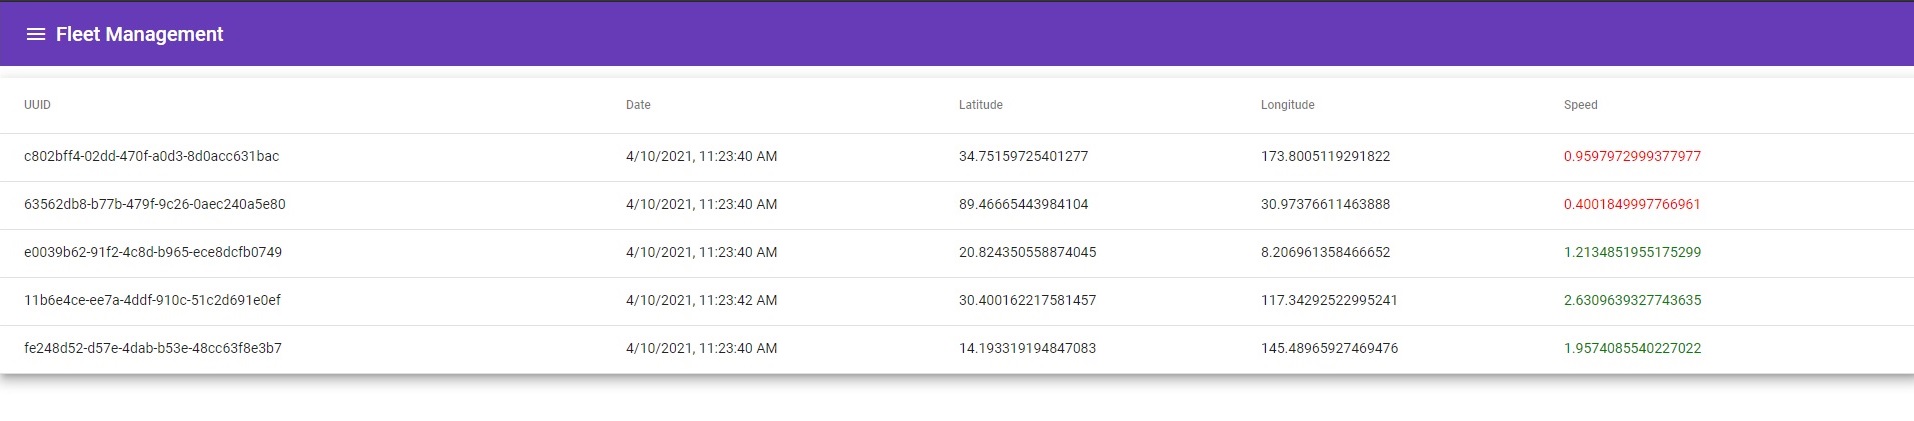 Fleet Management
UUID Date Latitude Longitude Speed
c802bff4-02dd-470f-a0d3-8d0acc631bac 4/10/2021, 11:23:40 AM 34.75159725401277 173.8005119291822 0.9597972999377977
63562db8-b77b-479f-9c26-0aec240a5e80 4/10/2021, 11:23:40 AM 89.46665443984104 30.97376611463888 0.4001849997766961
e0039b62-91f2-4c8d-b965-ece8dcfb0749 4/10/2021, 11:23:40 AM 20.824350558874045 8.206961358466652 1.2134851955175299
11b6e4ce-ee7a-4ddf-910c-51c2d691e0ef 4/10/2021, 11:23:42 AM 30.400162217581457 117.34292522995241 2.6309639327743635
fe248d52-d57e-4dab-b53e-48cc63f8e3b7 4/10/2021, 11:23:40 AM 14.193319194847083 145.48965927469476 1.9574085540227022